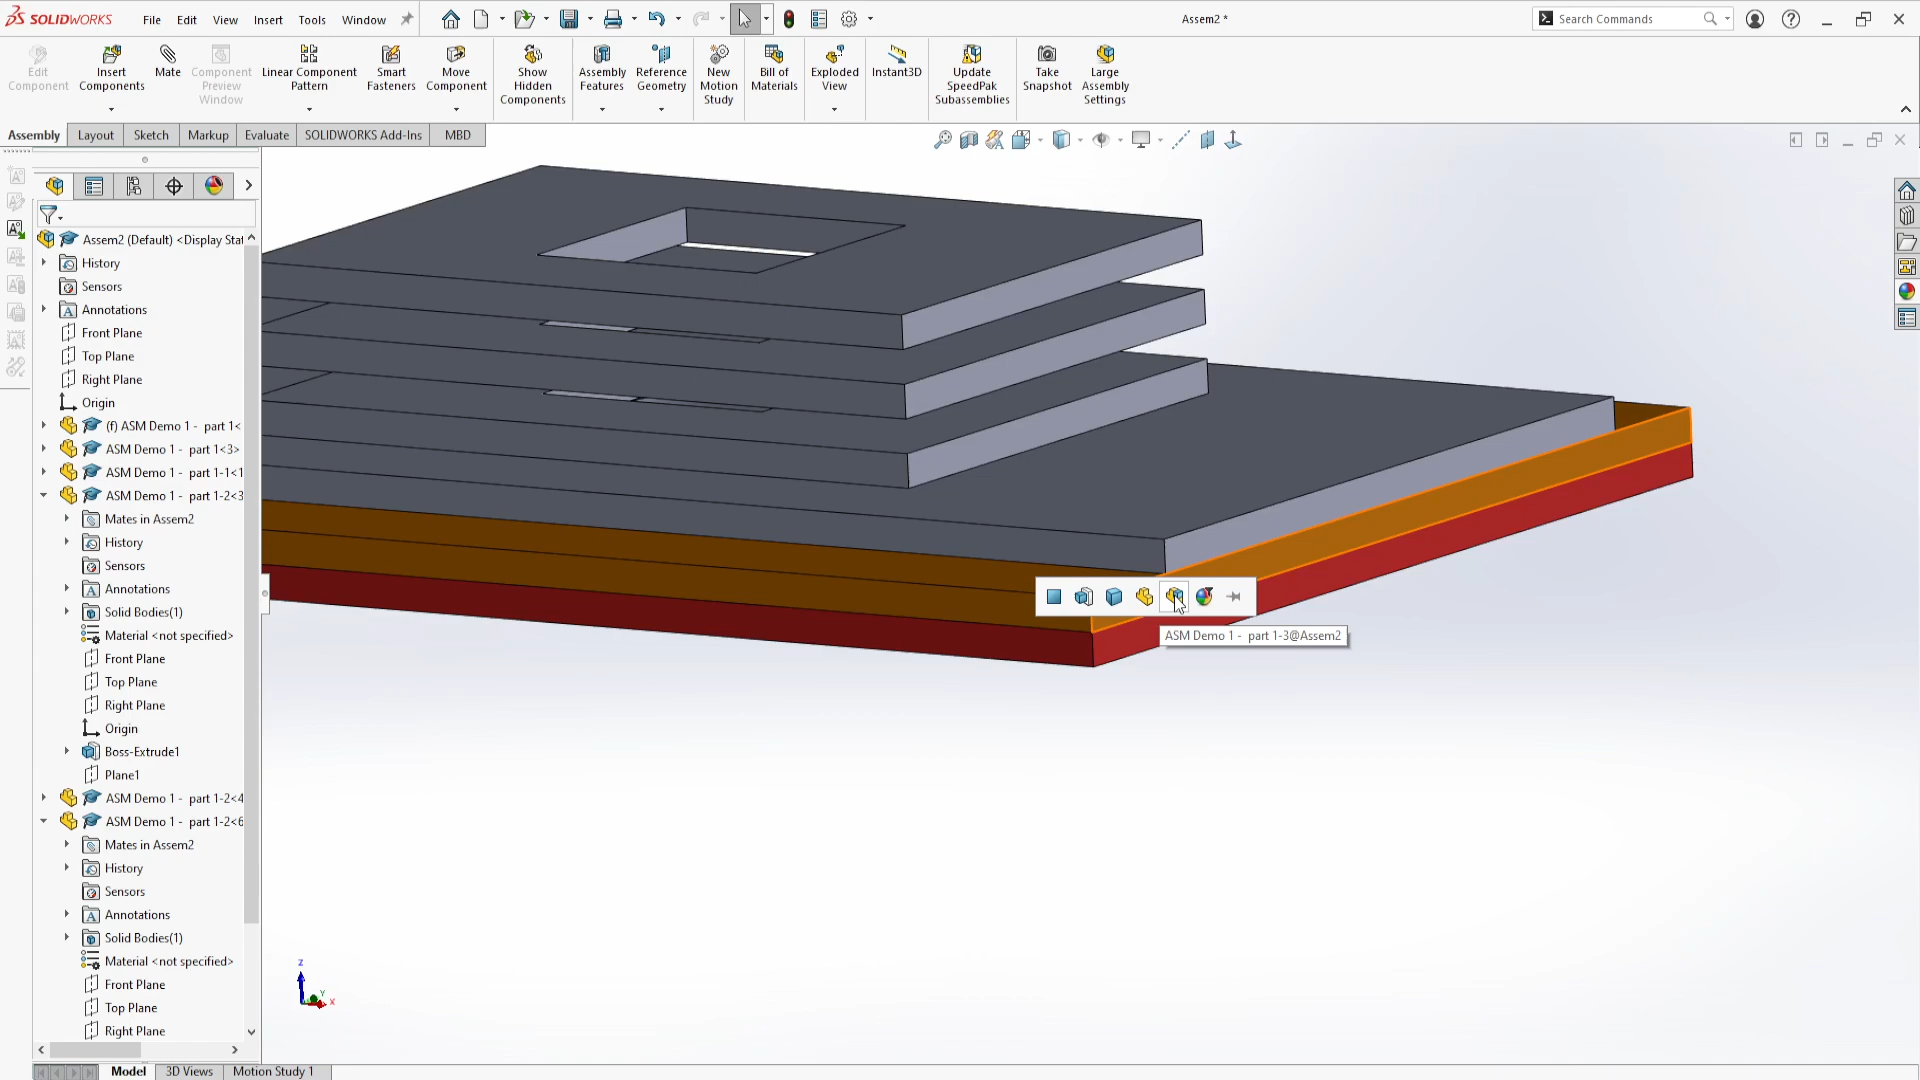 SOLIDWORKS File Edit View Insert Tools Window Assem2 * Search Commands
Edit Component
Insert Components
Mate
Component Preview Window
Linear Component Pattern
Smart Fasteners
Move Component
Show Hidden Components
Assembly Features
Reference Geometry
New Motion Study
Bill of Materials
Exploded View
Instant3D
Update SpeedPak Subassemblies
Take Snapshot
Large Assembly Settings
Assembly Layout Sketch Markup Evaluate SOLIDWORKS Add-Ins MBD
Assem2 (Default) <Display Stat
History
Sensors
Annotations
Front Plane
Top Plane
Right Plane
Origin
(f) ASM Demo 1 - part 1<
ASM Demo 1 - part 1<3>
ASM Demo 1 - part 1-1<1
ASM Demo 1 - part 1-2<3
Mates in Assem2
History
Sensors
Annotations
Solid Bodies(1)
Material <not specified>
Front Plane
Top Plane
Right Plane
Origin
Boss-Extrude1
Plane1
ASM Demo 1 - part 1-2<4
ASM Demo 1 - part 1-2<6
Mates in Assem2
History
Sensors
Annotations
Solid Bodies(1)
Material <not specified>
Front Plane
Top Plane
Right Plane
ASM Demo 1 - part 1-3@Assem2
Z
Y
X
Model 3D Views Motion Study 1